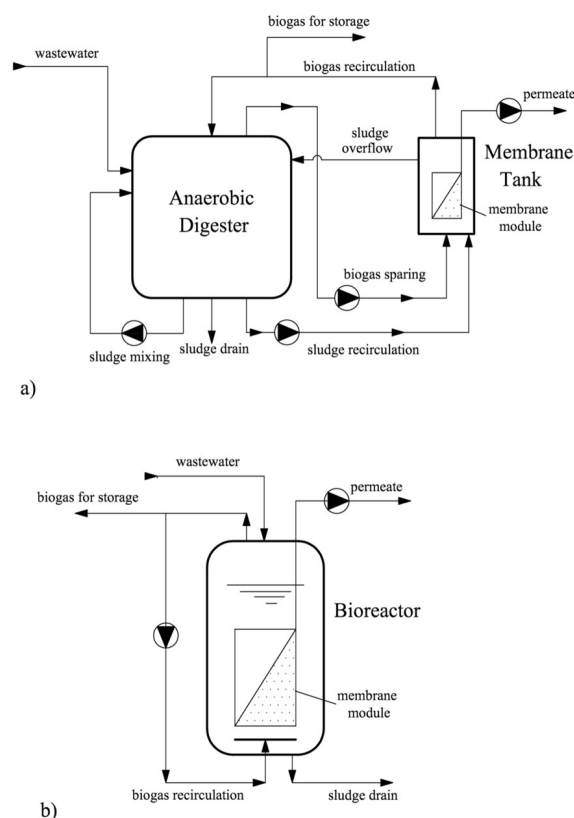 biogas for storage
wastewater
biogas recirculation
permeate
sludge
overflow
Membrane
Tank
Anaerobic
Digester
membrane
module
biogas sparing
sludge mixing
sludge drain
sludge recirculation
a)
wastewater
biogas for storage
permeate
Bioreactor
membrane
module
biogas recirculation
sludge drain
b)